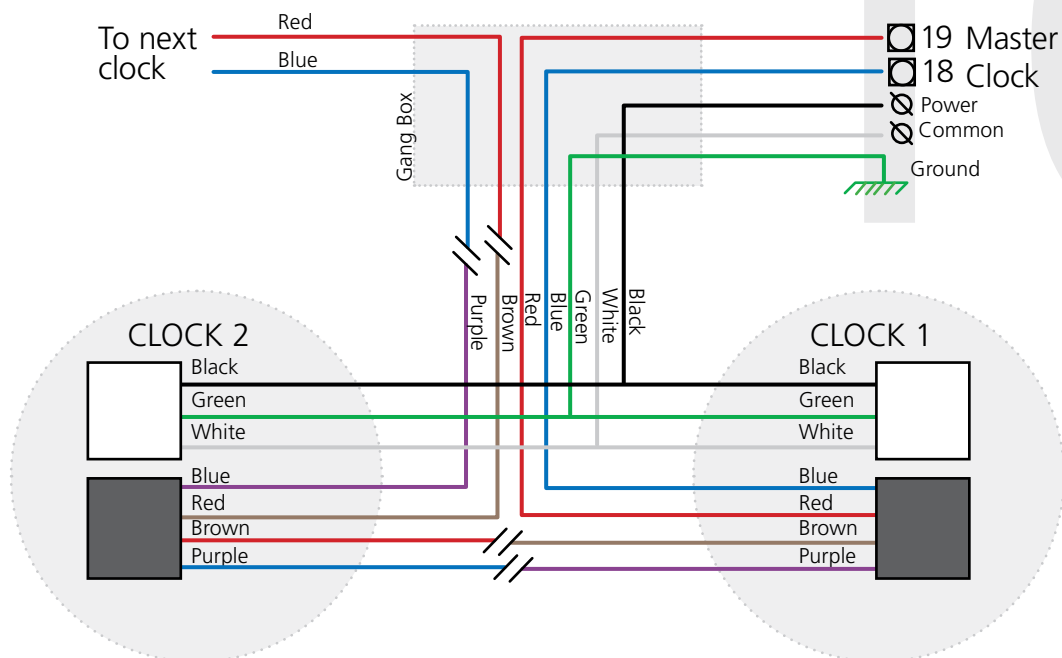 To next
clock
Red
Blue
Gang Box
19 Master
18 Clock
Power
Common
Ground
Purple
Brown
Red
Blue
Green
White
Black
CLOCK 2
Black
Green
White
Blue
Red
Brown
Purple
CLOCK 1
Black
Green
White
Blue
Red
Brown
Purple